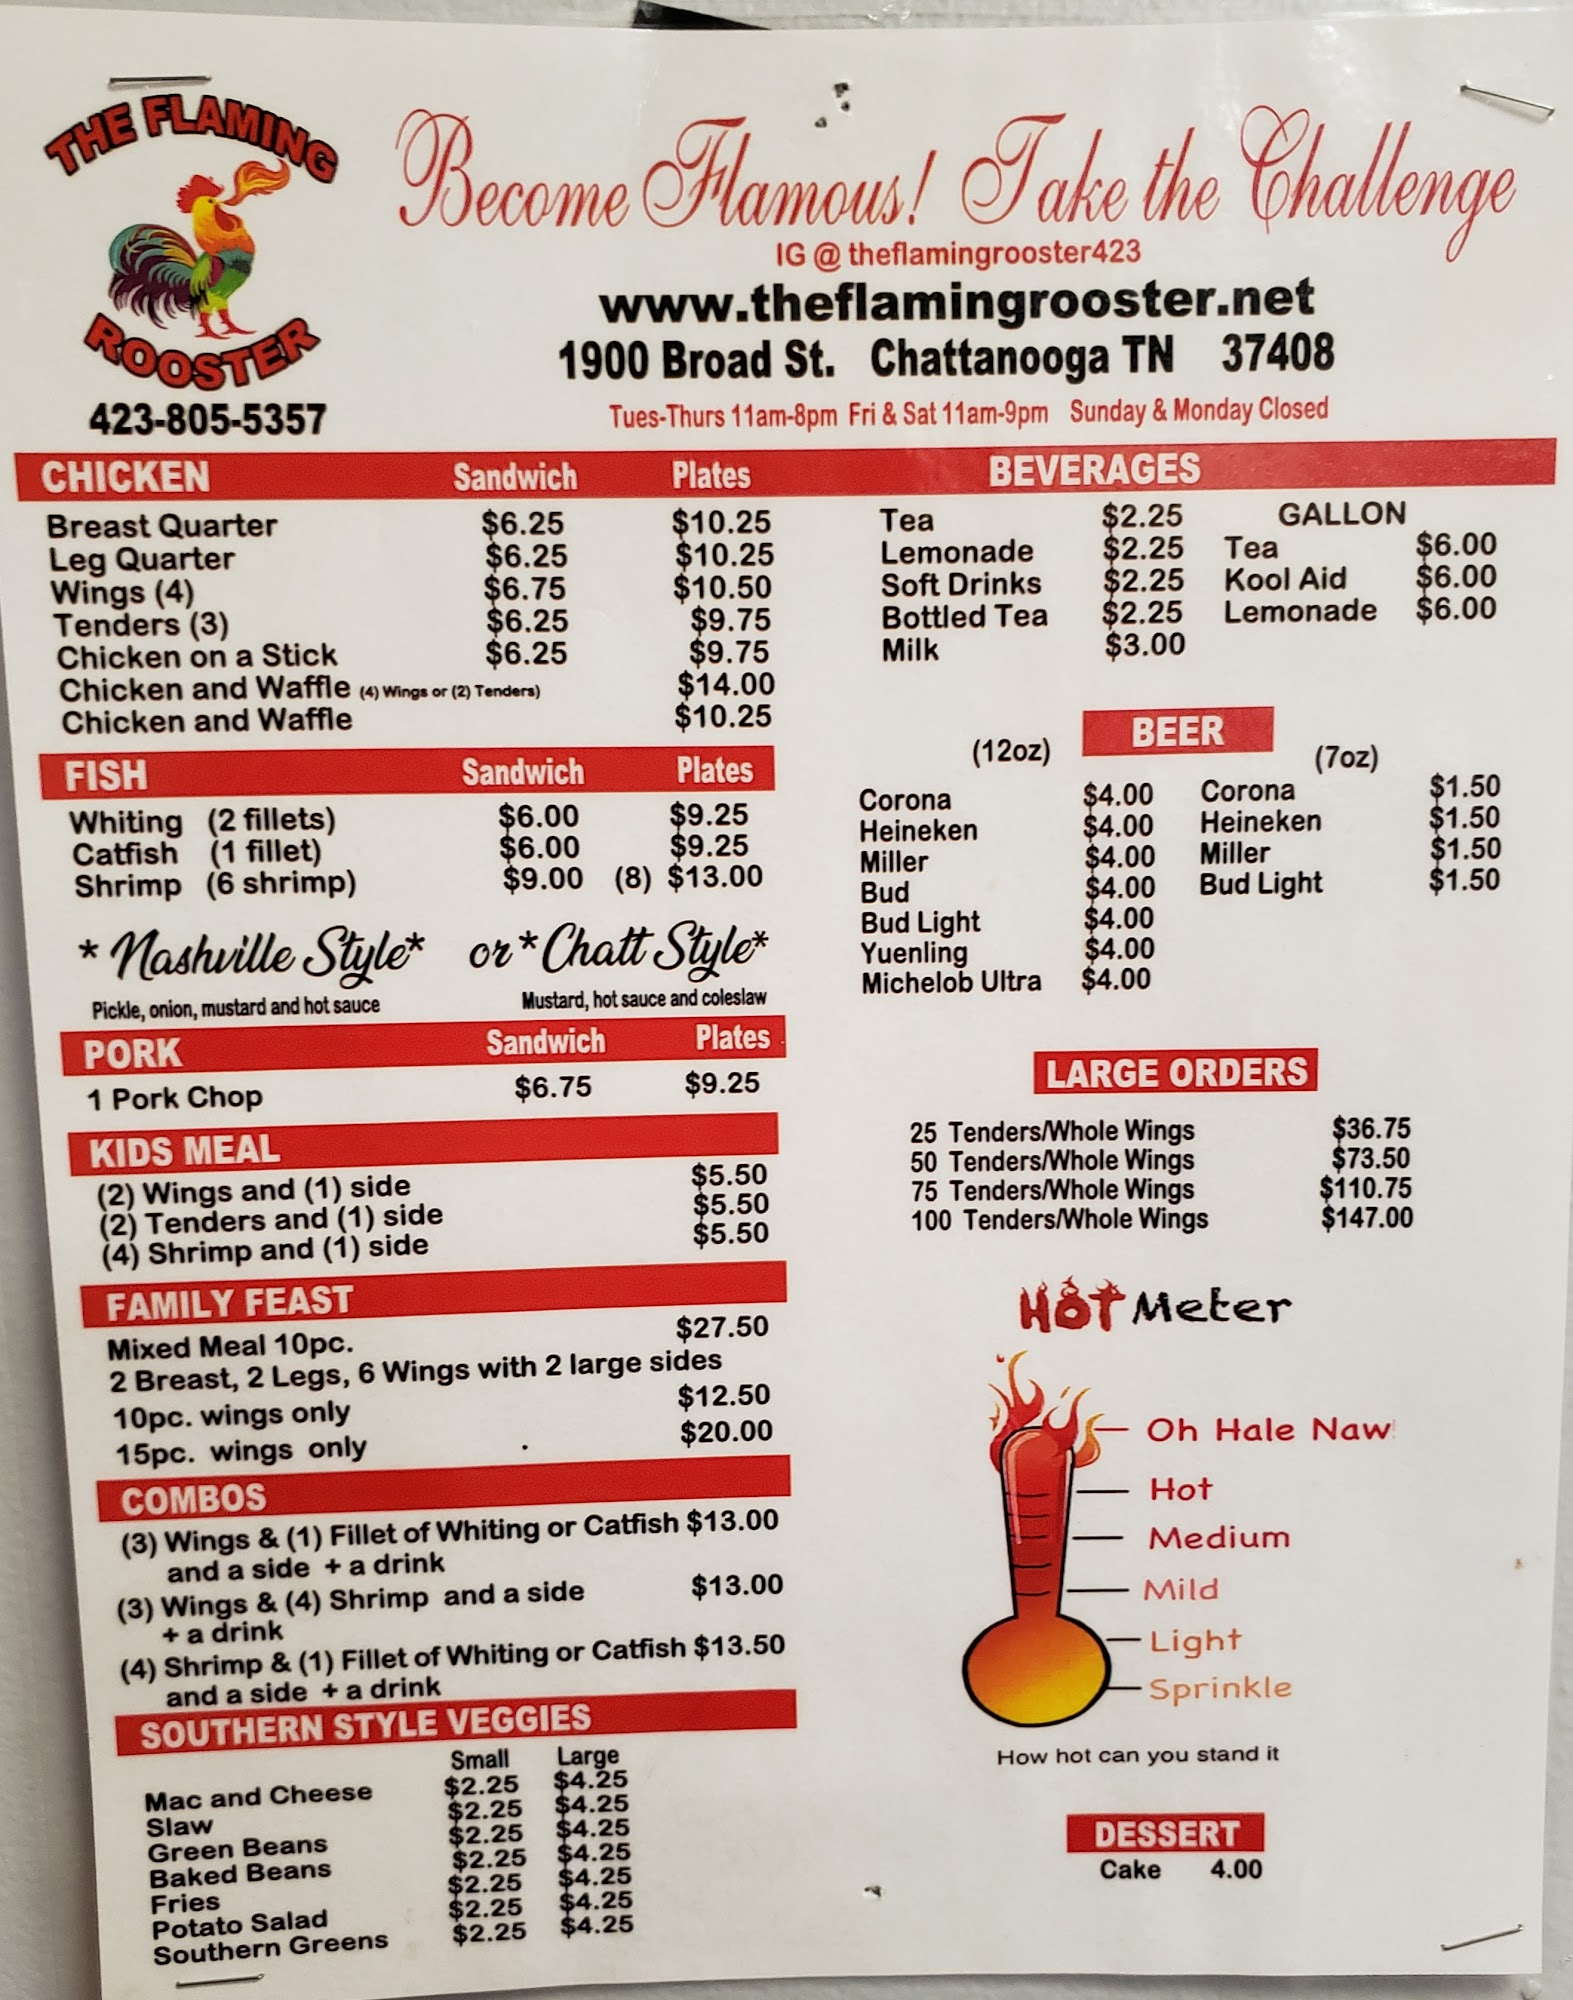 THE FLAMING
ROOSTER
423-805-5357
Become Flamous! Take the Challenge
IG @ theflamingrooster423
www.theflamingrooster.net
1900 Broad St. Chattanooga TN 37408
Tues-Thurs 11am-8pm Fri & Sat 11am-9pm Sunday & Monday Closed
CHICKEN Sandwich Plates
Breast Quarter $6.25 $10.25
Leg Quarter $6.25 $10.25
Wings (4) $6.75 $10.50
Tenders (3) $6.25 $9.75
Chicken on a Stick $6.25 $9.75
Chicken and Waffle (4) Wings or (2) Tenders) $14.00
Chicken and Waffle $10.25
FISH Sandwich Plates
Whiting (2 fillets) $6.00 $9.25
Catfish (1 fillet) $6.00 $9.25
Shrimp (6 shrimp) $9.00 (8) $13.00
*Nashville Style* or *Chatt Style*
Pickle, onion, mustard and hot sauce Mustard, hot sauce and coleslaw
PORK Sandwich Plates
1 Pork Chop $6.75 $9.25
KIDS MEAL
(2) Wings and (1) side $5.50
(2) Tenders and (1) side $5.50
(4) Shrimp and (1) side $5.50
FAMILY FEAST
Mixed Meal 10pc. $27.50
2 Breast, 2 Legs, 6 Wings with 2 large sides
10pc. wings only $12.50
15pc. wings only $20.00
COMBOS
(3) Wings & (1) Fillet of Whiting or Catfish $13.00
and a side + a drink
(3) Wings & (4) Shrimp and a side $13.00
+ a drink
(4) Shrimp & (1) Fillet of Whiting or Catfish $13.50
and a side + a drink
SOUTHERN STYLE VEGGIES
Small Large
Mac and Cheese $2.25 $4.25
Slaw $2.25 $4.25
Green Beans $2.25 $4.25
Baked Beans $2.25 $4.25
Fries $2.25 $4.25
Potato Salad $2.25 $4.25
Southern Greens $2.25 $4.25
BEVERAGES
Tea $2.25
Lemonade $2.25
Soft Drinks $2.25
Bottled Tea $2.25
Milk $3.00
GALLON
Tea $6.00
Kool Aid $6.00
Lemonade $6.00
BEER
(12oz)
Corona $4.00
Heineken $4.00
Miller $4.00
Bud $4.00
Bud Light $4.00
Yuenling $4.00
Michelob Ultra $4.00
(7oz)
Corona $1.50
Heineken $1.50
Miller $1.50
Bud Light $1.50
LARGE ORDERS
25 Tenders/Whole Wings $36.75
50 Tenders/Whole Wings $73.50
75 Tenders/Whole Wings $110.75
100 Tenders/Whole Wings $147.00
HOT Meter
Oh Hale Naw!
Hot
Medium
Mild
Light
Sprinkle
How hot can you stand it
DESSERT
Cake 4.00